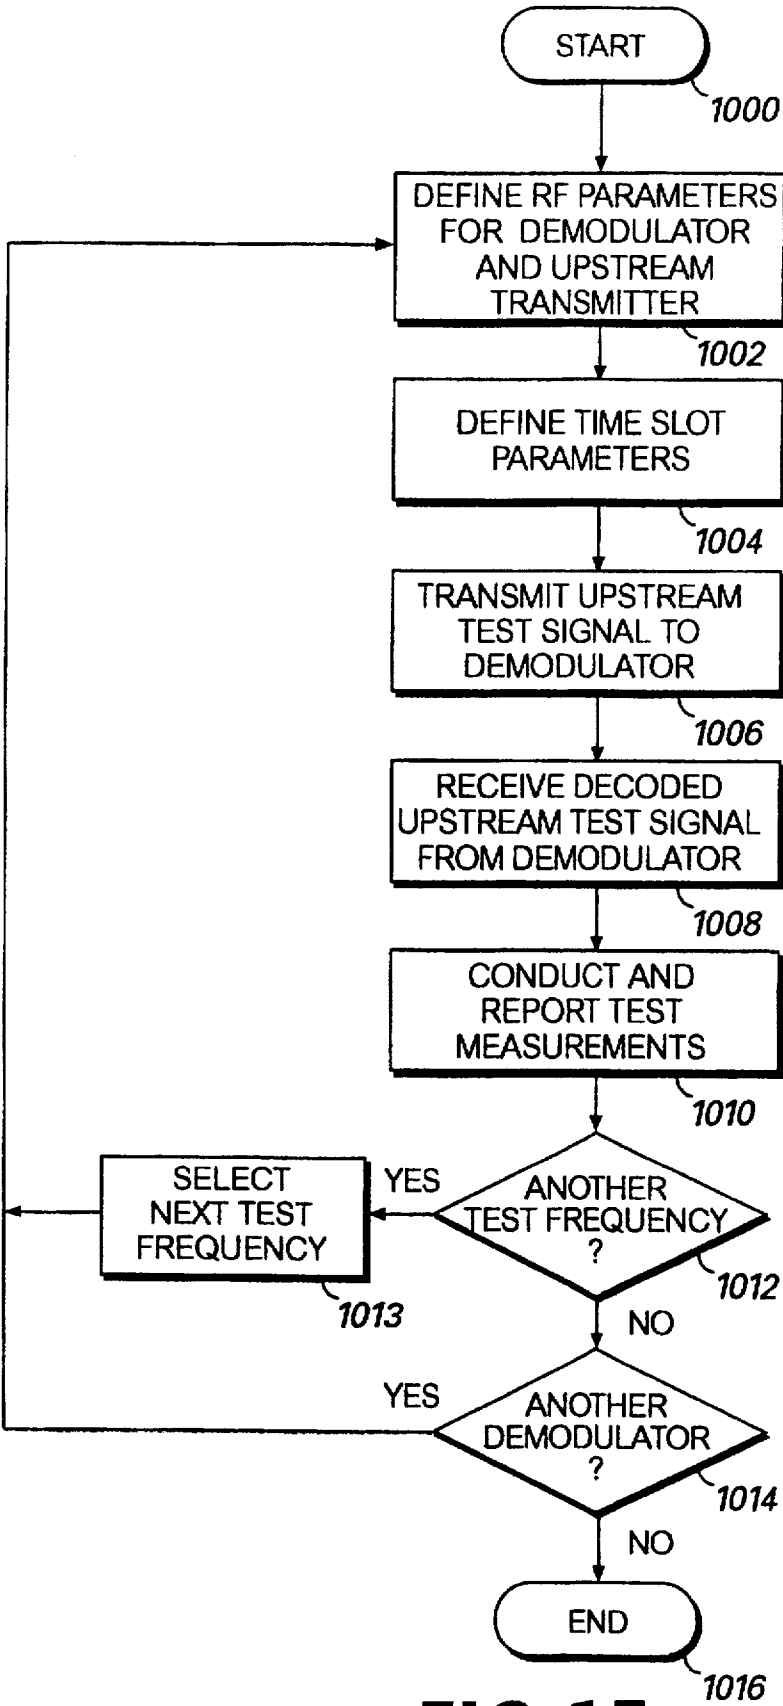 START
1000
DEFINE RF PARAMETERS
FOR DEMODULATOR
AND UPSTREAM
TRANSMITTER
1002
DEFINE TIME SLOT
PARAMETERS
1004
TRANSMIT UPSTREAM
TEST SIGNAL TO
DEMODULATOR
1006
RECEIVE DECODED
UPSTREAM TEST SIGNAL
FROM DEMODULATOR
1008
CONDUCT AND
REPORT TEST
MEASUREMENTS
1010
ANOTHER
TEST FREQUENCY
?
1012
YES
SELECT
NEXT TEST
FREQUENCY
1013
NO
ANOTHER
DEMODULATOR
?
1014
YES
NO
END
1016